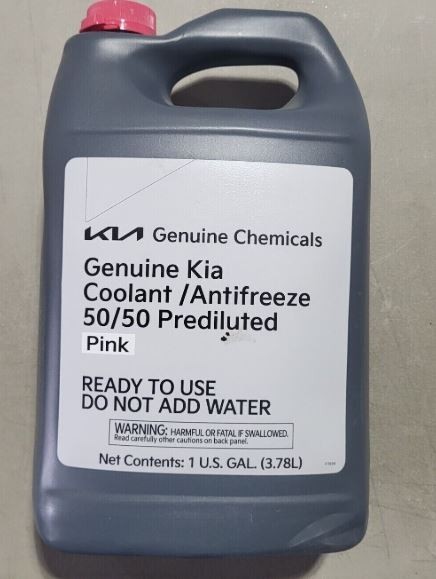 KIA Genuine Chemicals
Genuine Kia
Coolant /Antifreeze
50/50 Prediluted
Pink
READY TO USE
DO NOT ADD WATER
WARNING: HARMFUL OR FATAL IF SWALLOWED.
Read carefully other cautions on back panel.
Net Contents: 1 U.S. GAL. (3.78L)